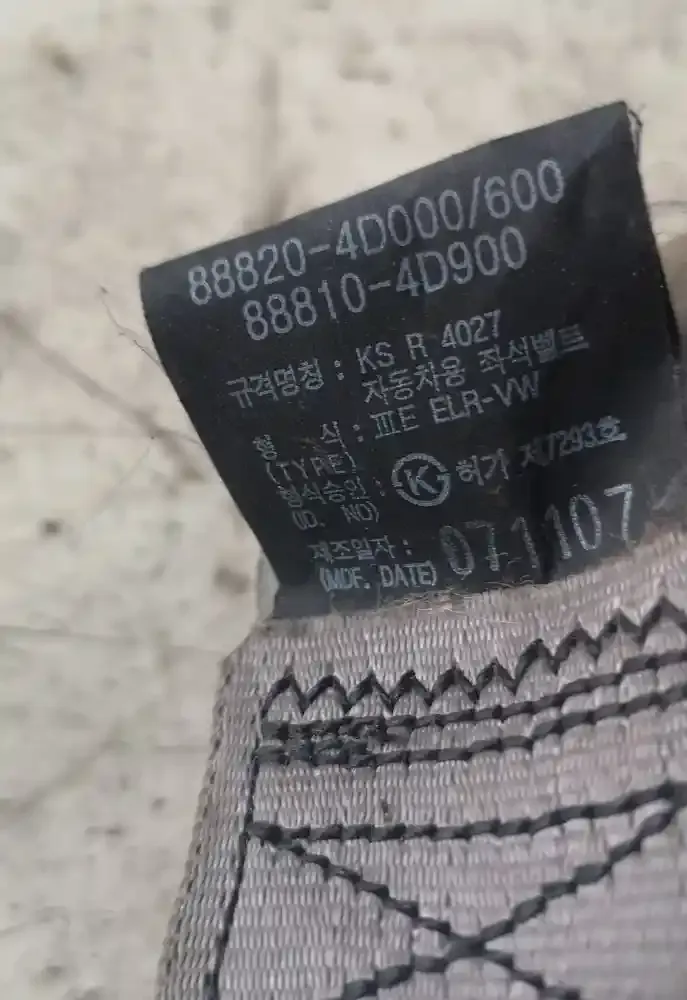 88820-4D000/600
88810-4D900
규격명칭 : KS R 4027
자동차용 좌석벨트
형 식 : ⅢE ELR-VW
(TYPE)
형식승인 : K 허가 제7293호
(ID. NO)
제조일자 : 071107
(MDF. DATE)